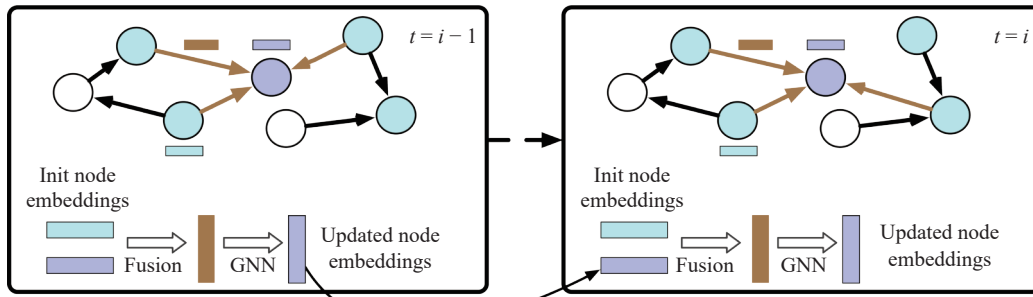 t = i − 1
Init node
embeddings
Fusion
GNN
Updated node
embeddings
t = i
Init node
embeddings
Fusion
GNN
Updated node
embeddings